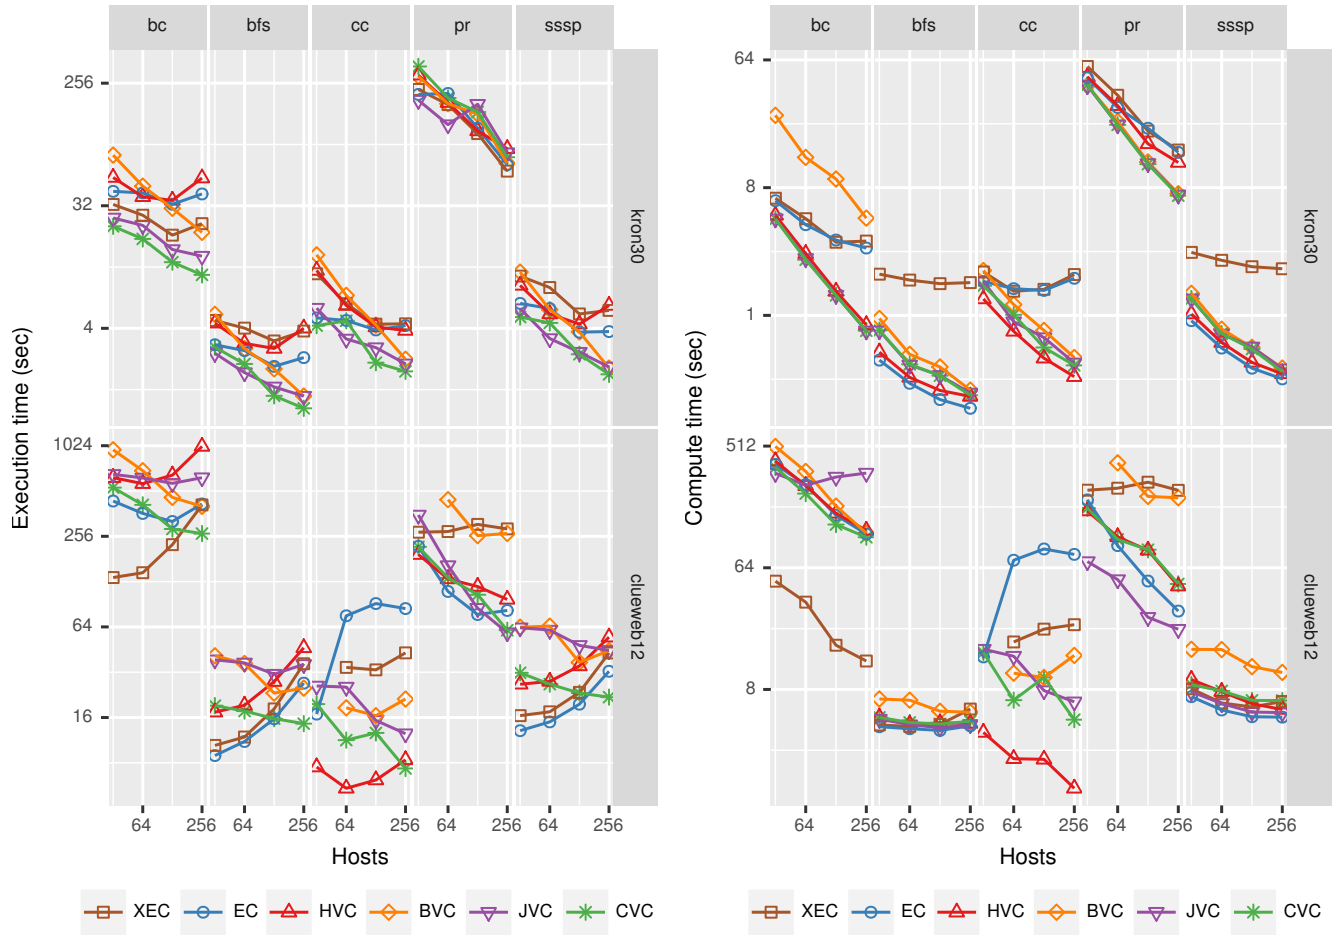 bc bfs cc pr sssp
256
32
4
kron30
1024
256
64
16
clueweb12
Execution time (sec)
64 256 64 256 64 256 64 256 64 256
Hosts
XEC EC HVC BVC JVC CVC
bc bfs cc pr sssp
64
8
1
kron30
512
64
8
clueweb12
Compute time (sec)
64 256 64 256 64 256 64 256 64 256
Hosts
XEC EC HVC BVC JVC CVC